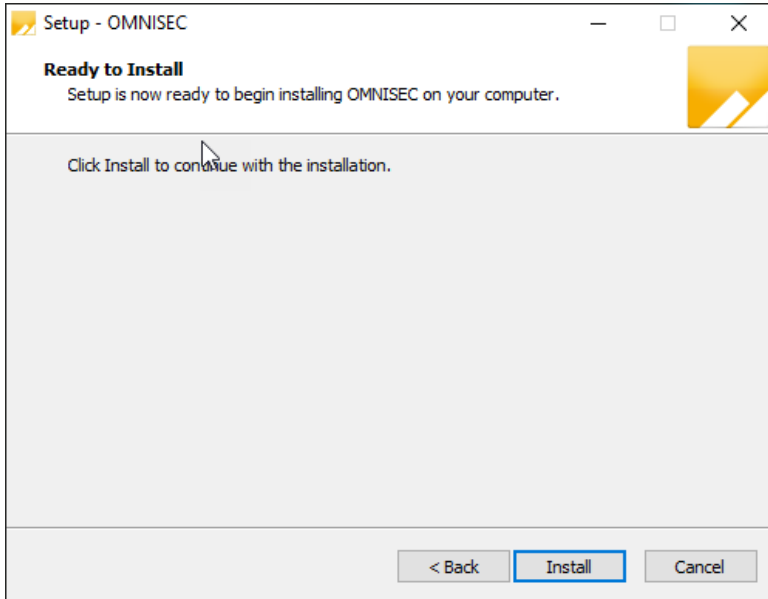 Setup - OMNISEC
Ready to Install
Setup is now ready to begin installing OMNISEC on your computer.
Click Install to continue with the installation.
< Back
Install
Cancel